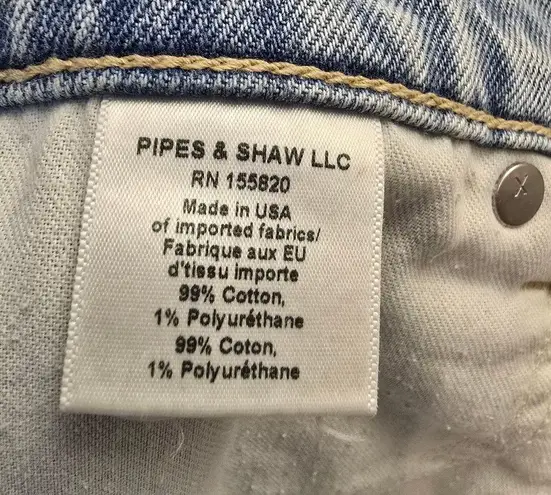 PIPES & SHAW LLC
RN 155820
Made in USA
of imported fabrics/
Fabrique aux EU
d'tissu importe
99% Cotton,
1% Polyuréthane
99% Coton,
1% Polyuréthane
X